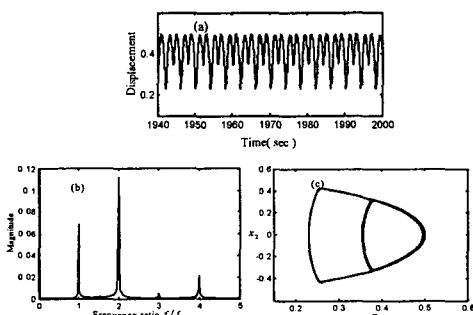 (a)
Displacement
0.4
0.2
1940 1950 1960 1970 1980 1990 2000
Time( sec )
(b)
Magnitude
0.12
0.1
0.08
0.06
0.04
0.02
0
0 1 2 3 4 5
Frequency ratio
(c)
x₂
0.6
0.4
0.2
0
-0.2
-0.4
0.2 0.3 0.4 0.5 0.6